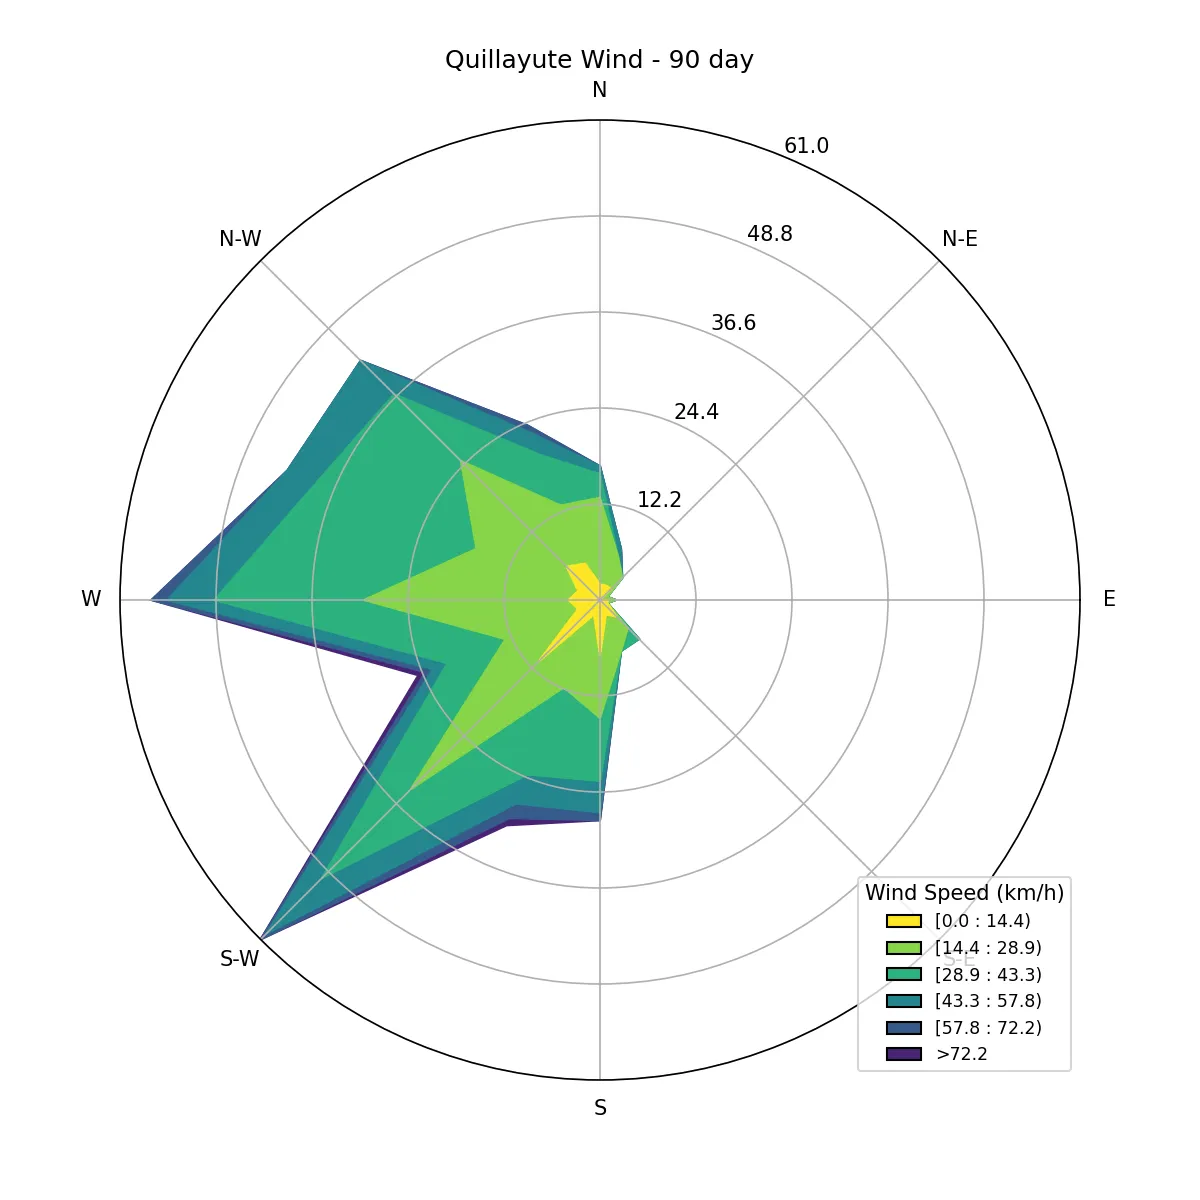 Quillayute Wind - 90 day
N
61.0
N-W
N-E
48.8
36.6
24.4
12.2
W
E
S-W
S-E
S
Wind Speed (km/h)
[0.0 : 14.4)
[14.4 : 28.9)
[28.9 : 43.3)
[43.3 : 57.8)
[57.8 : 72.2)
>72.2